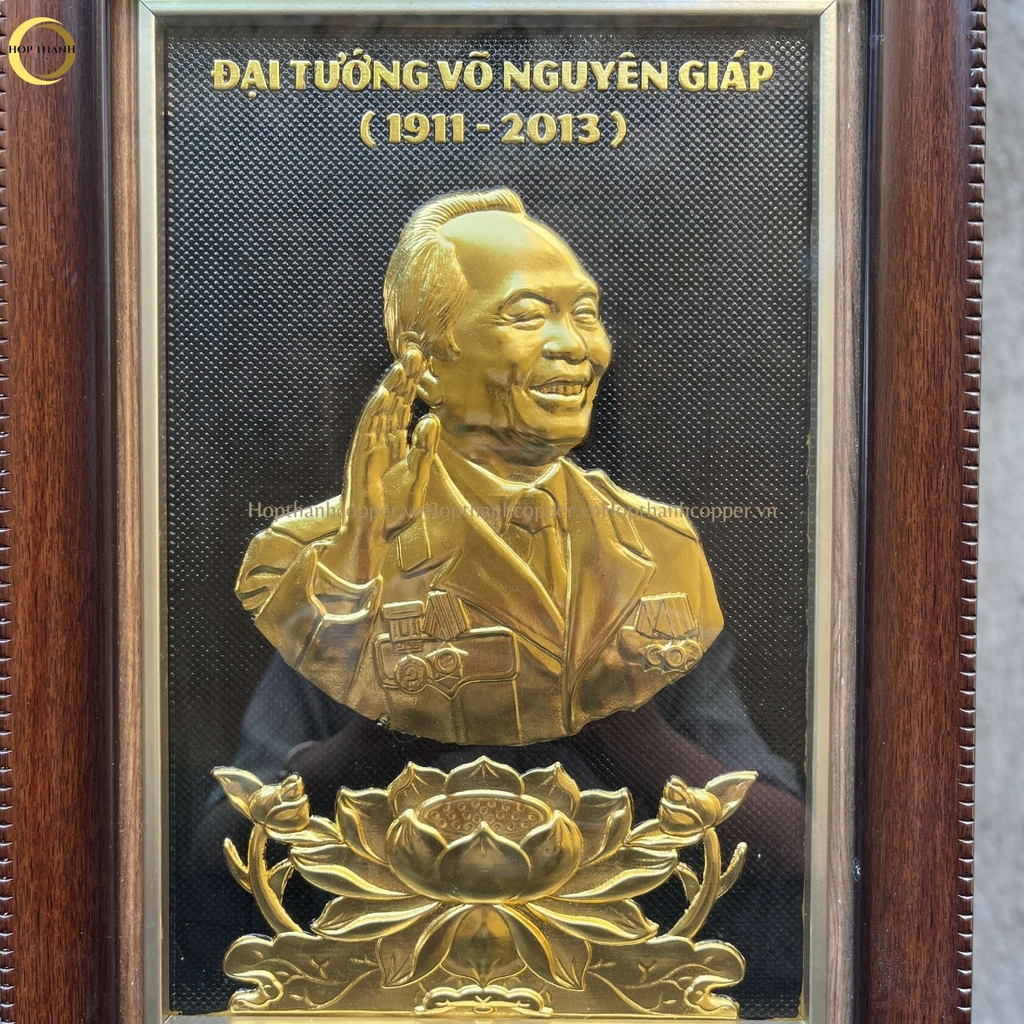 HOP THANH
ĐẠI TƯỚNG VÕ NGUYÊN GIÁP
( 1911 - 2013 )
Hopthanhcopper.vn Hopthanhcopper.vn Hopthanhcopper.vn